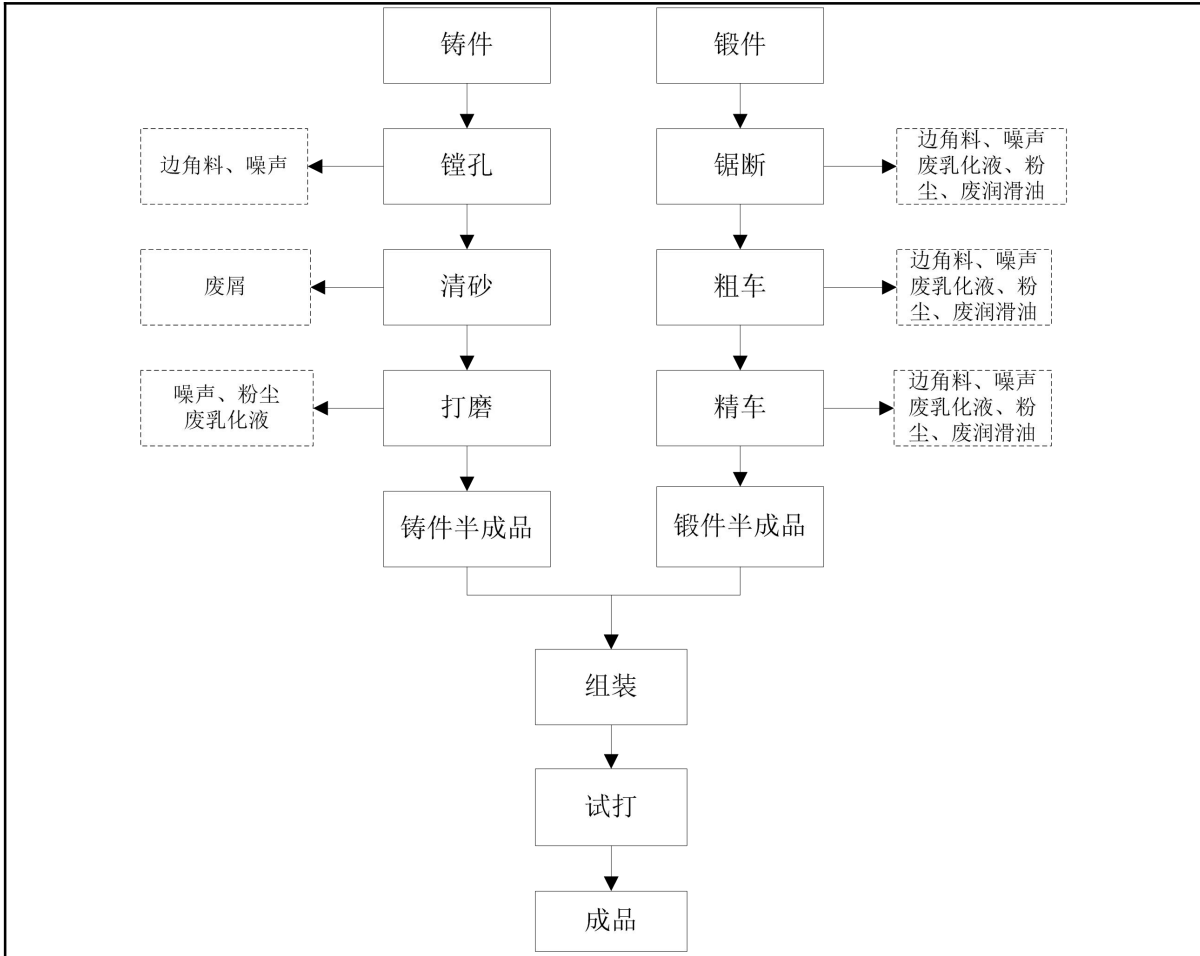 铸件
锻件
边角料、噪声
镗孔
锯断
边角料、噪声
废乳化液、粉
尘、废润滑油
废屑
清砂
粗车
边角料、噪声
废乳化液、粉
尘、废润滑油
噪声、粉尘
废乳化液
打磨
精车
边角料、噪声
废乳化液、粉
尘、废润滑油
铸件半成品
锻件半成品
组装
试打
成品